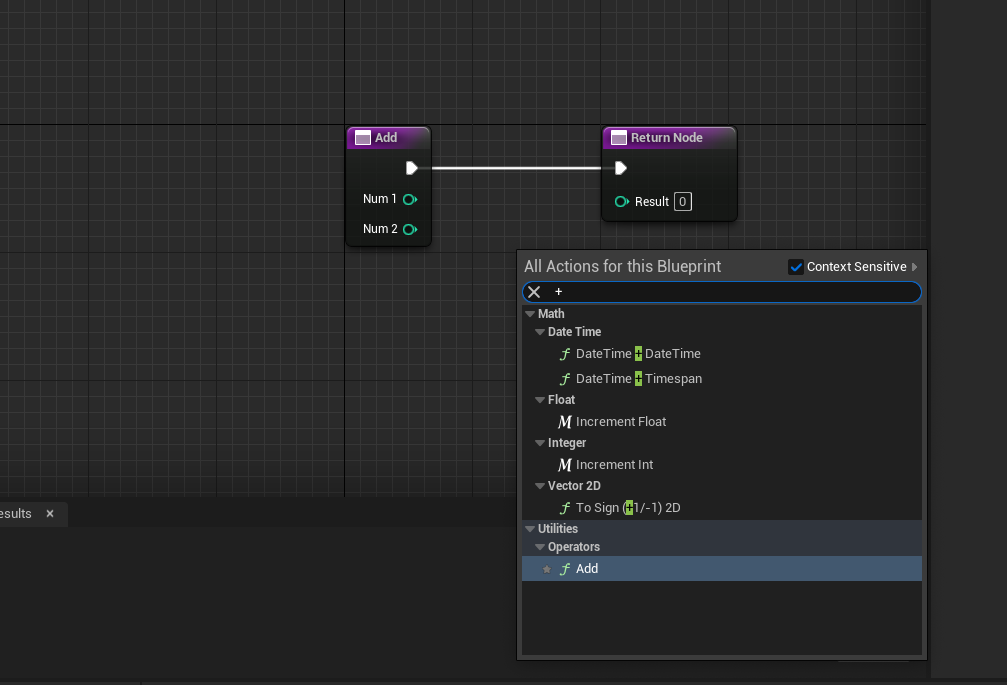 Add
Return Node
Num 1
Result 0
Num 2
All Actions for this Blueprint
Context Sensitive
+
Math
Date Time
f DateTime + DateTime
f DateTime + Timespan
Float
M Increment Float
Integer
M Increment Int
Vector 2D
f To Sign (+1/-1) 2D
esults ×
Utilities
Operators
f Add